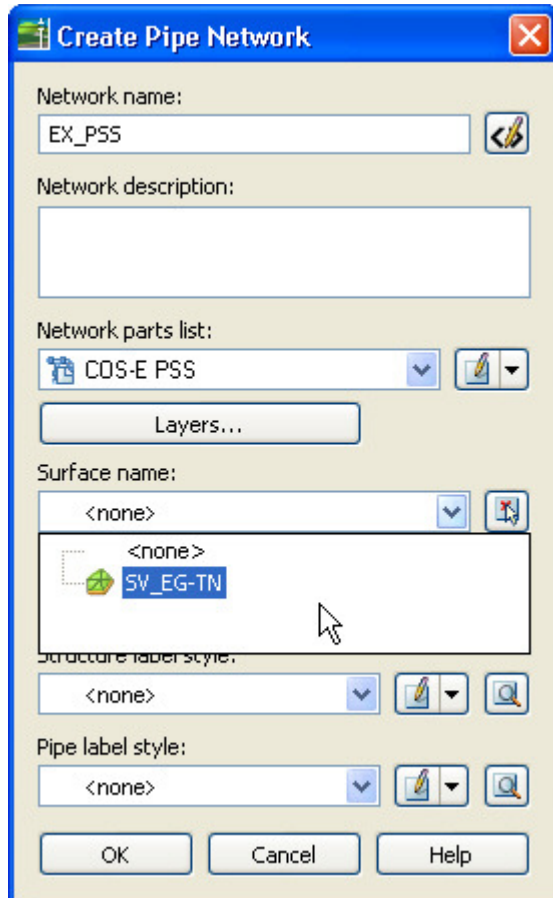 Create Pipe Network
Network name:
EX_PSS
Network description:
Network parts list:
COS-E PSS
Layers...
Surface name:
<none>
<none>
SV_EG-TN
Structure label style:
<none>
Pipe label style:
<none>
OK Cancel Help